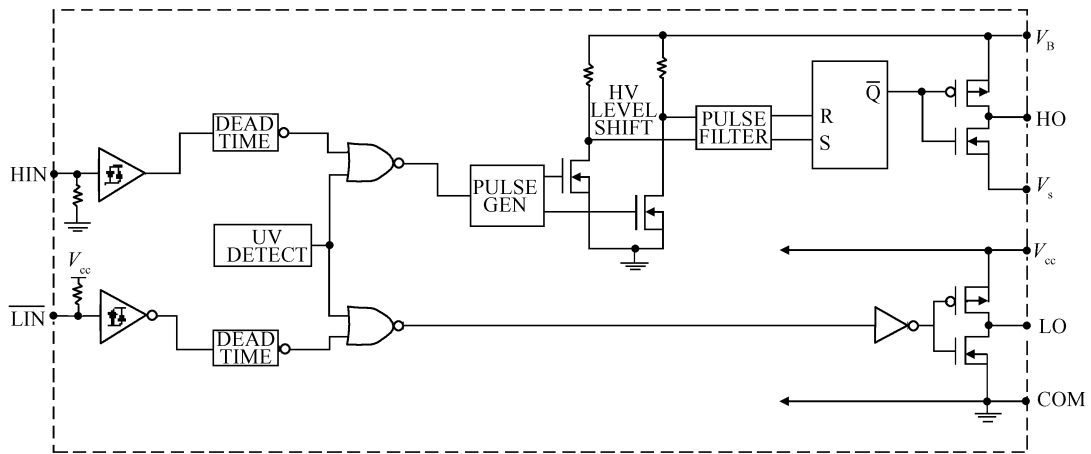 V_B
HV
LEVEL
SHIFT
Q̅
DEAD
TIME
PULSE
FILTER
R
S
HO
HIN
PULSE
GEN
V_s
UV
DETECT
V_cc
V_cc
L̅I̅N̅
DEAD
TIME
LO
COM